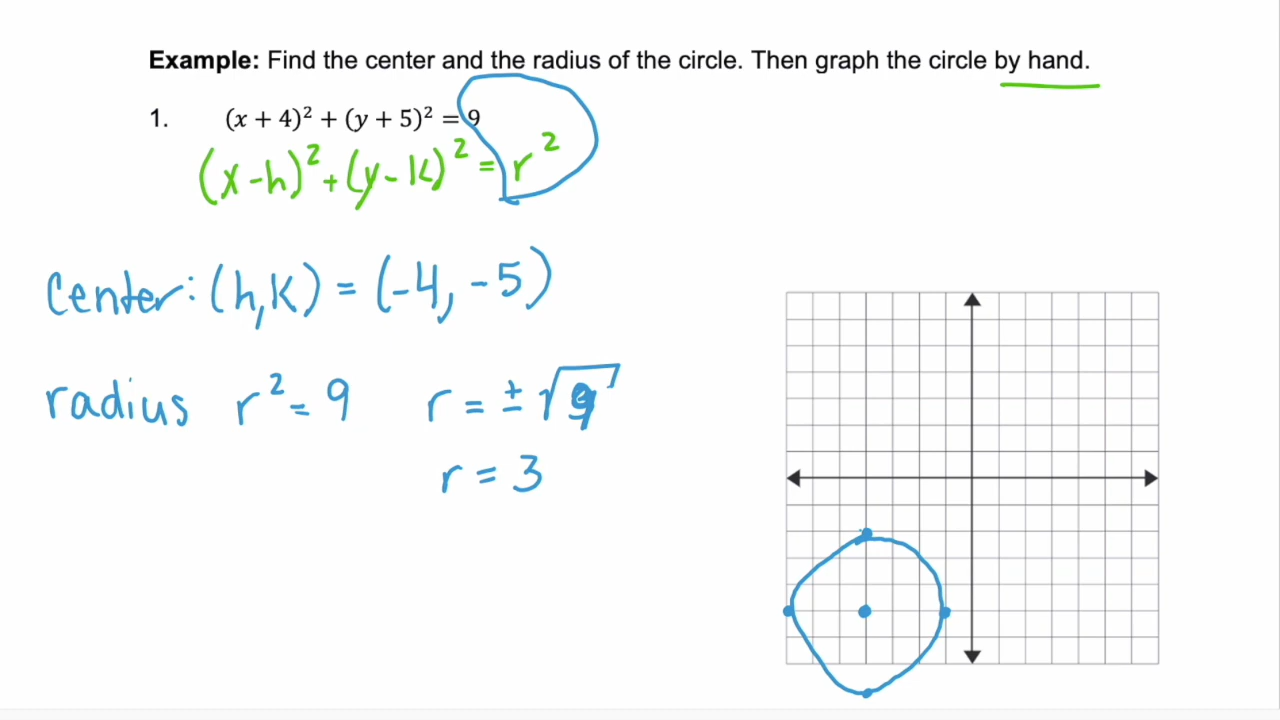 Example: Find the center and the radius of the circle. Then graph the circle by hand.
1. (x + 4)² + (y + 5)² = 9
(x - h)² + (y - k)² = r²
center: (h, k) = (-4, -5)
radius r² = 9 r = ± √9
r = 3